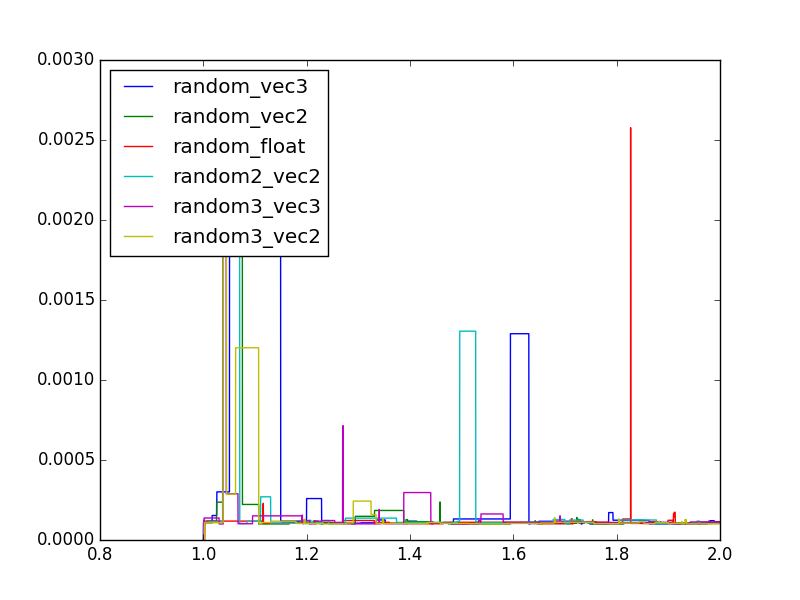 0.0030
0.0025
0.0020
0.0015
0.0010
0.0005
0.0000
random_vec3
random_vec2
random_float
random2_vec2
random3_vec3
random3_vec2
0.8 1.0 1.2 1.4 1.6 1.8 2.0